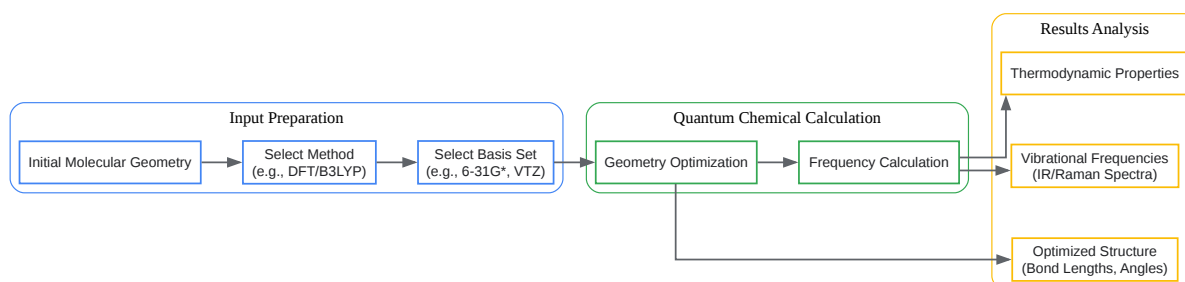 Input Preparation
Initial Molecular Geometry
Select Method
(e.g., DFT/B3LYP)
Select Basis Set
(e.g., 6-31G*, VTZ)
Quantum Chemical Calculation
Geometry Optimization
Frequency Calculation
Results Analysis
Thermodynamic Properties
Vibrational Frequencies
(IR/Raman Spectra)
Optimized Structure
(Bond Lengths, Angles)